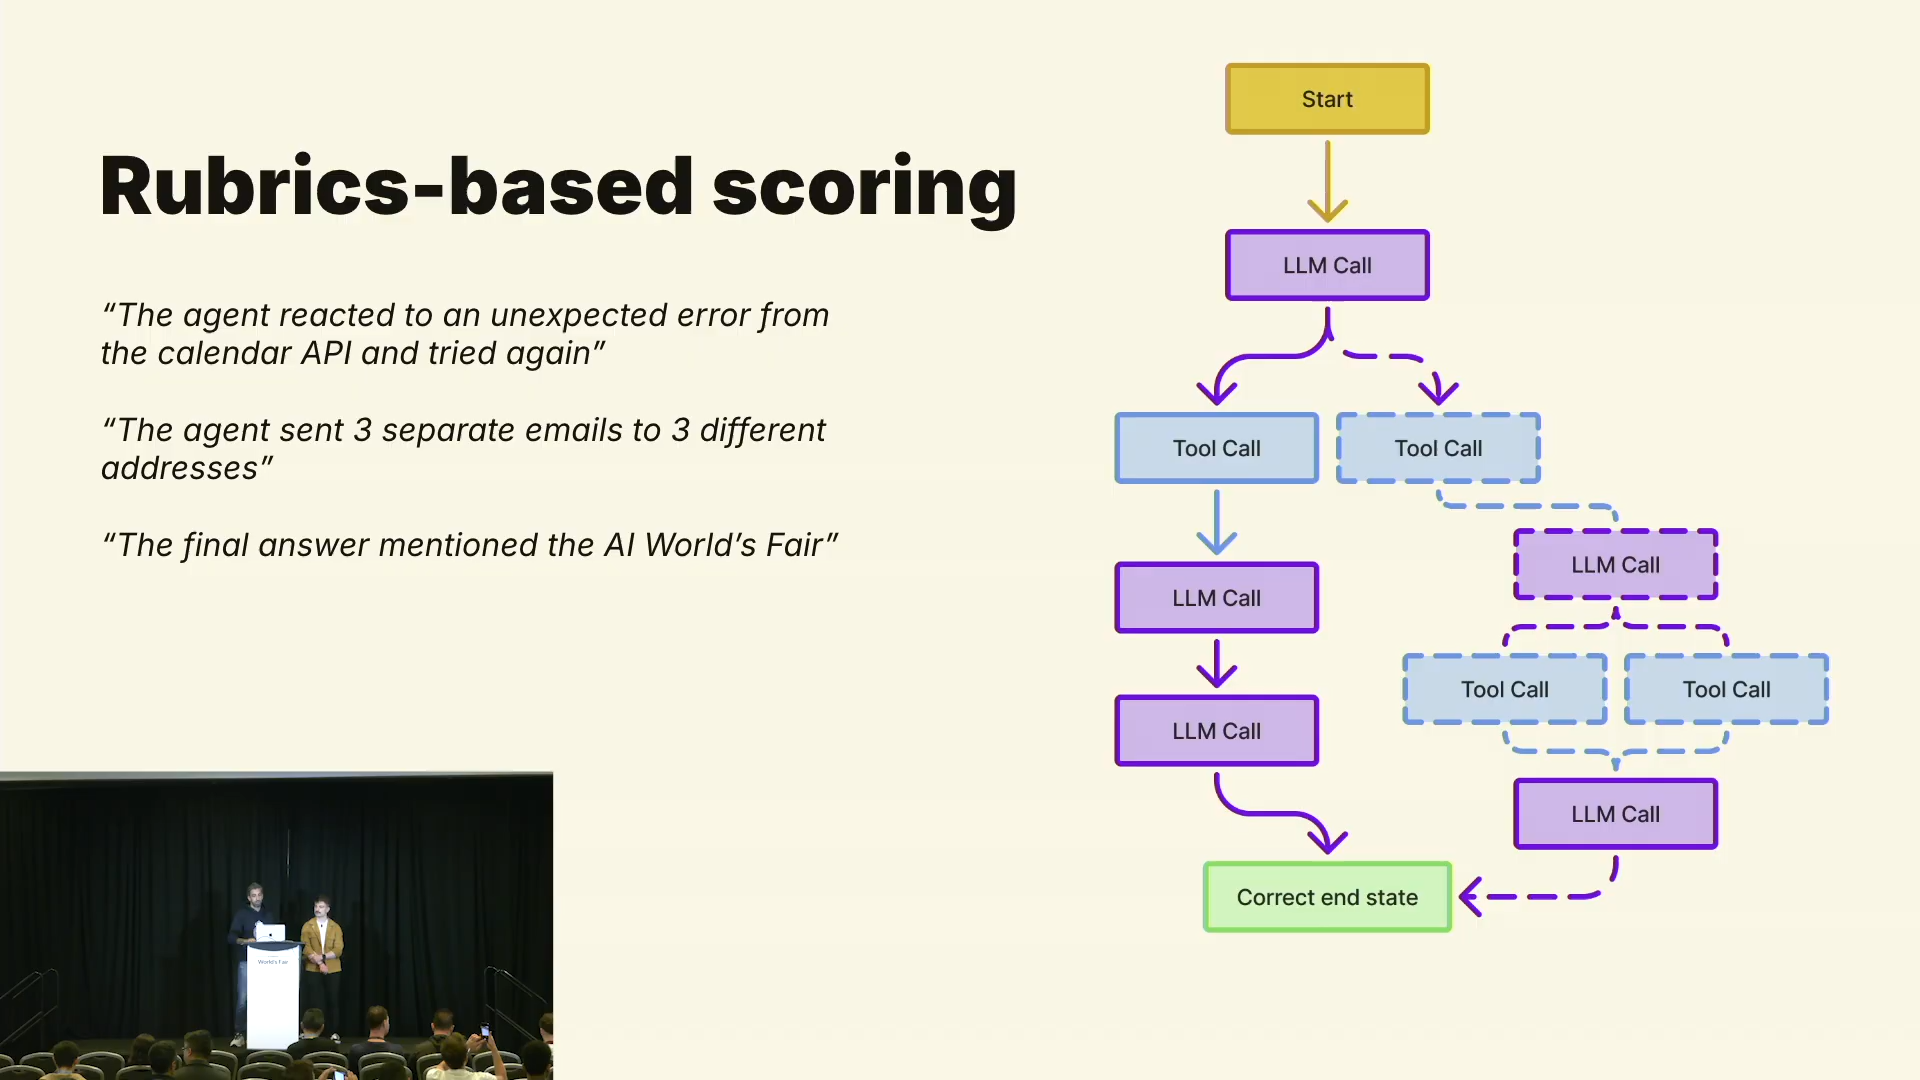 Rubrics-based scoring
“The agent reacted to an unexpected error from
the calendar API and tried again”
“The agent sent 3 separate emails to 3 different
addresses”
“The final answer mentioned the AI World’s Fair”
Start
LLM Call
Tool Call
Tool Call
LLM Call
LLM Call
Tool Call
Tool Call
LLM Call
LLM Call
Correct end state
World's Fair